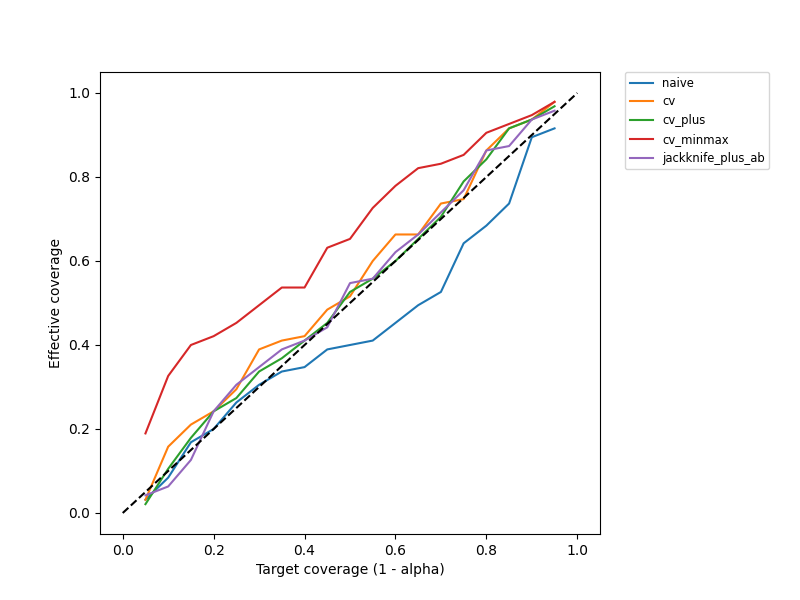 naive
cv
cv_plus
cv_minmax
jackknife_plus_ab
1.0
0.8
0.6
0.4
0.2
0.0
Effective coverage
0.0 0.2 0.4 0.6 0.8 1.0
Target coverage (1 - alpha)